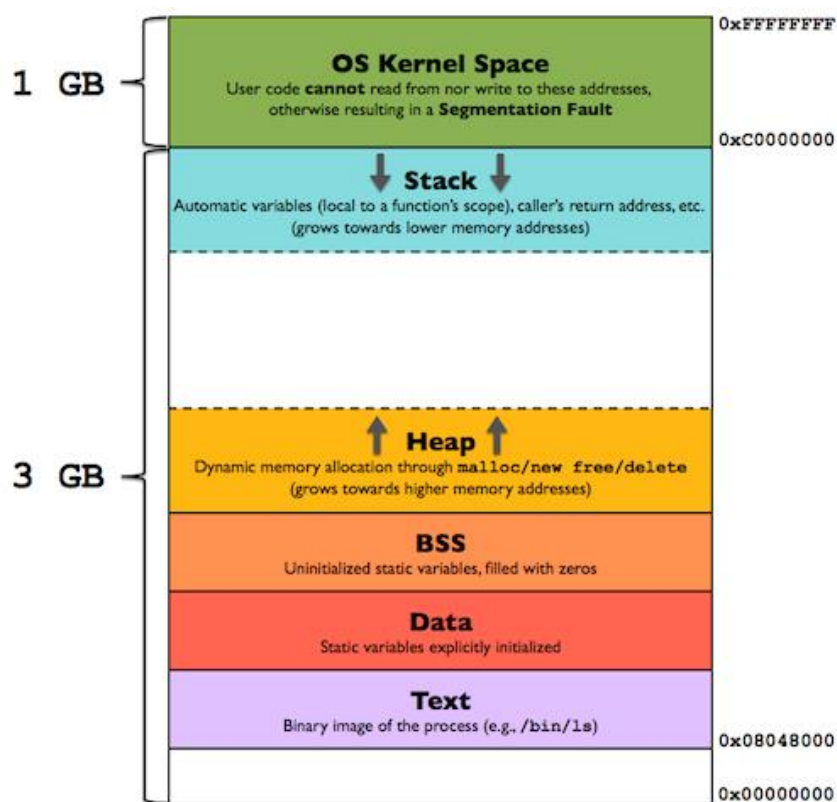 0xFFFFFFFF
1 GB
OS Kernel Space
User code cannot read from nor write to these addresses,
otherwise resulting in a Segmentation Fault
0xC0000000
Stack
Automatic variables (local to a function's scope), caller's return address, etc.
(grows towards lower memory addresses)
Heap
3 GB
Dynamic memory allocation through malloc/new free/delete
(grows towards higher memory addresses)
BSS
Uninitialized static variables, filled with zeros
Data
Static variables explicitly initialized
Text
Binary image of the process (e.g., /bin/ls)
0x08048000
0x00000000